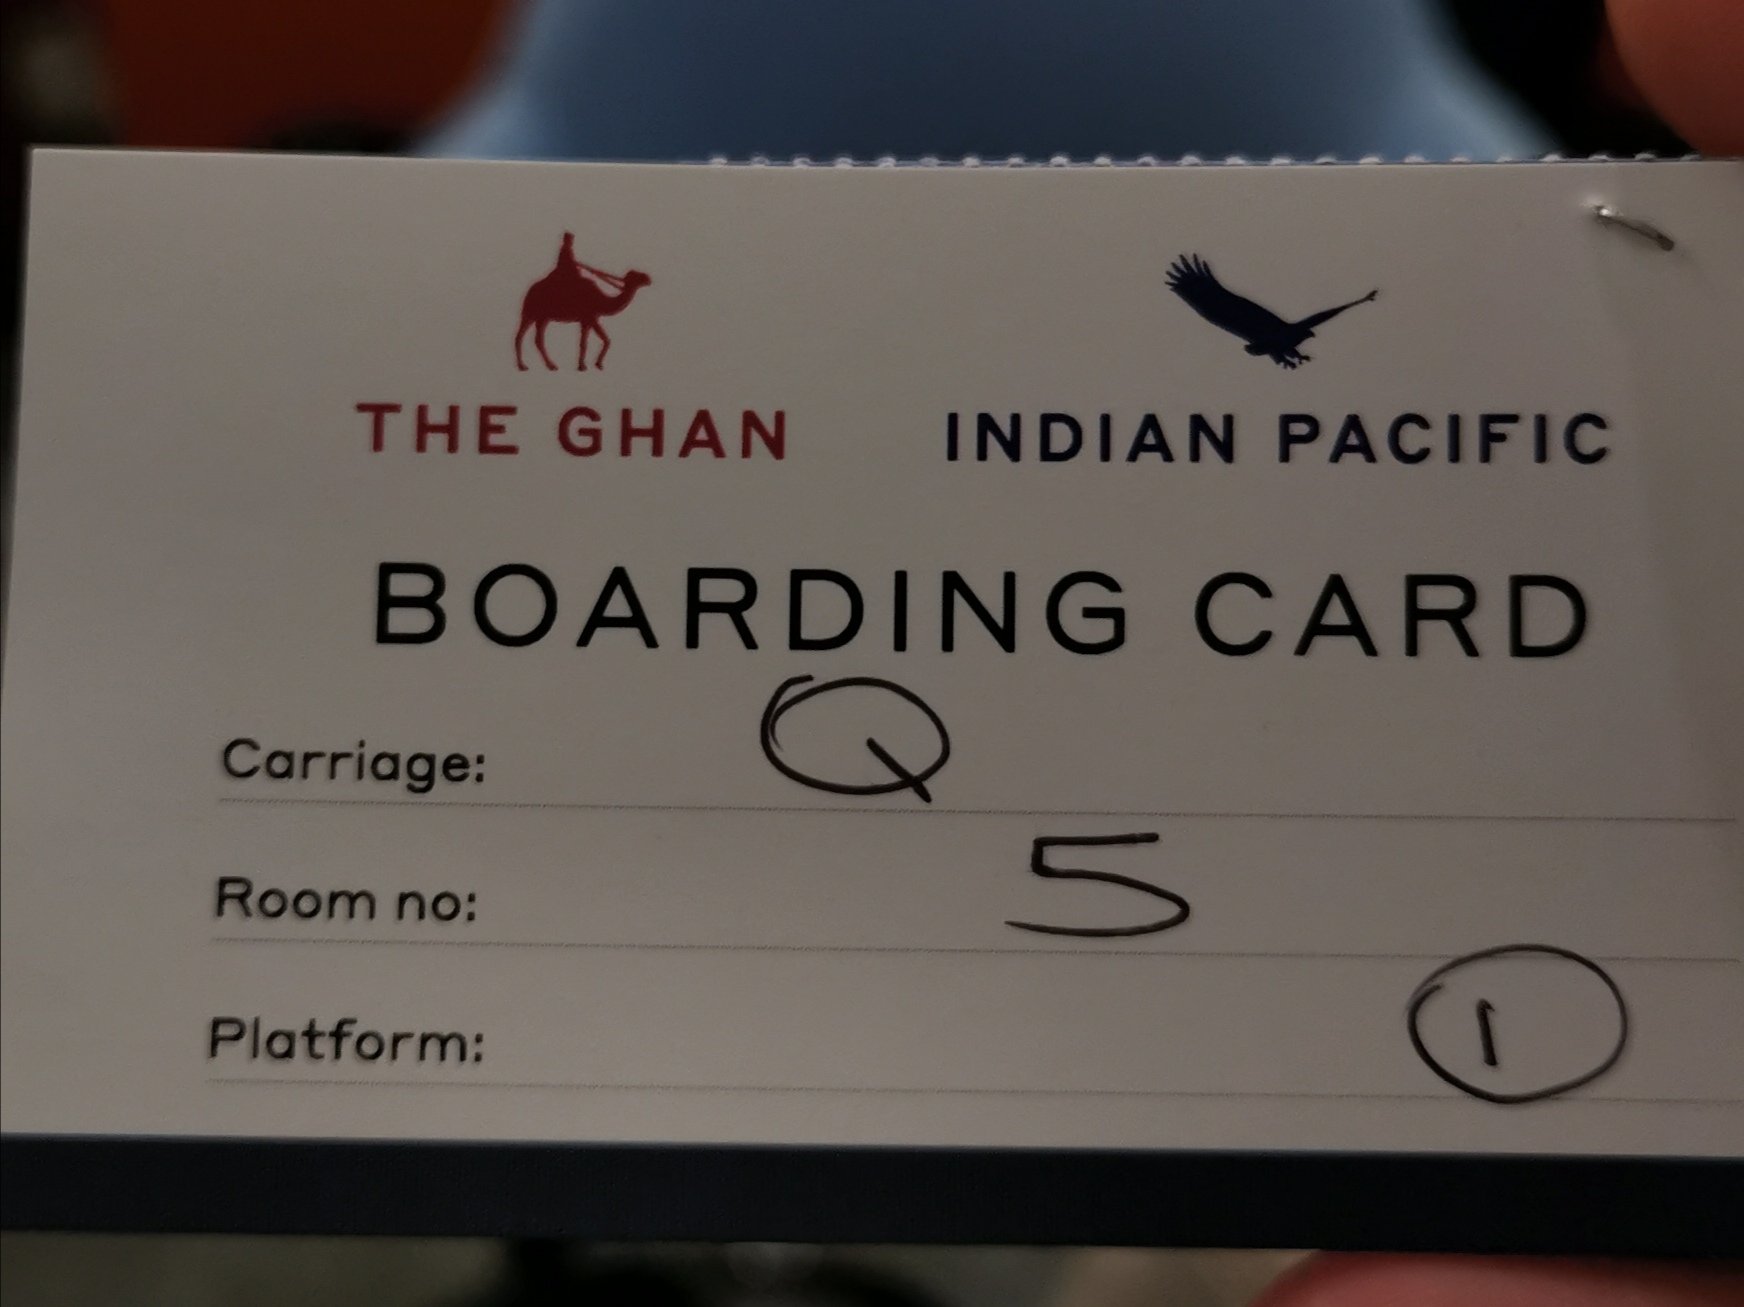 THE GHAN INDIAN PACIFIC
BOARDING CARD
Carriage: Q
Room no: 5
Platform: 1